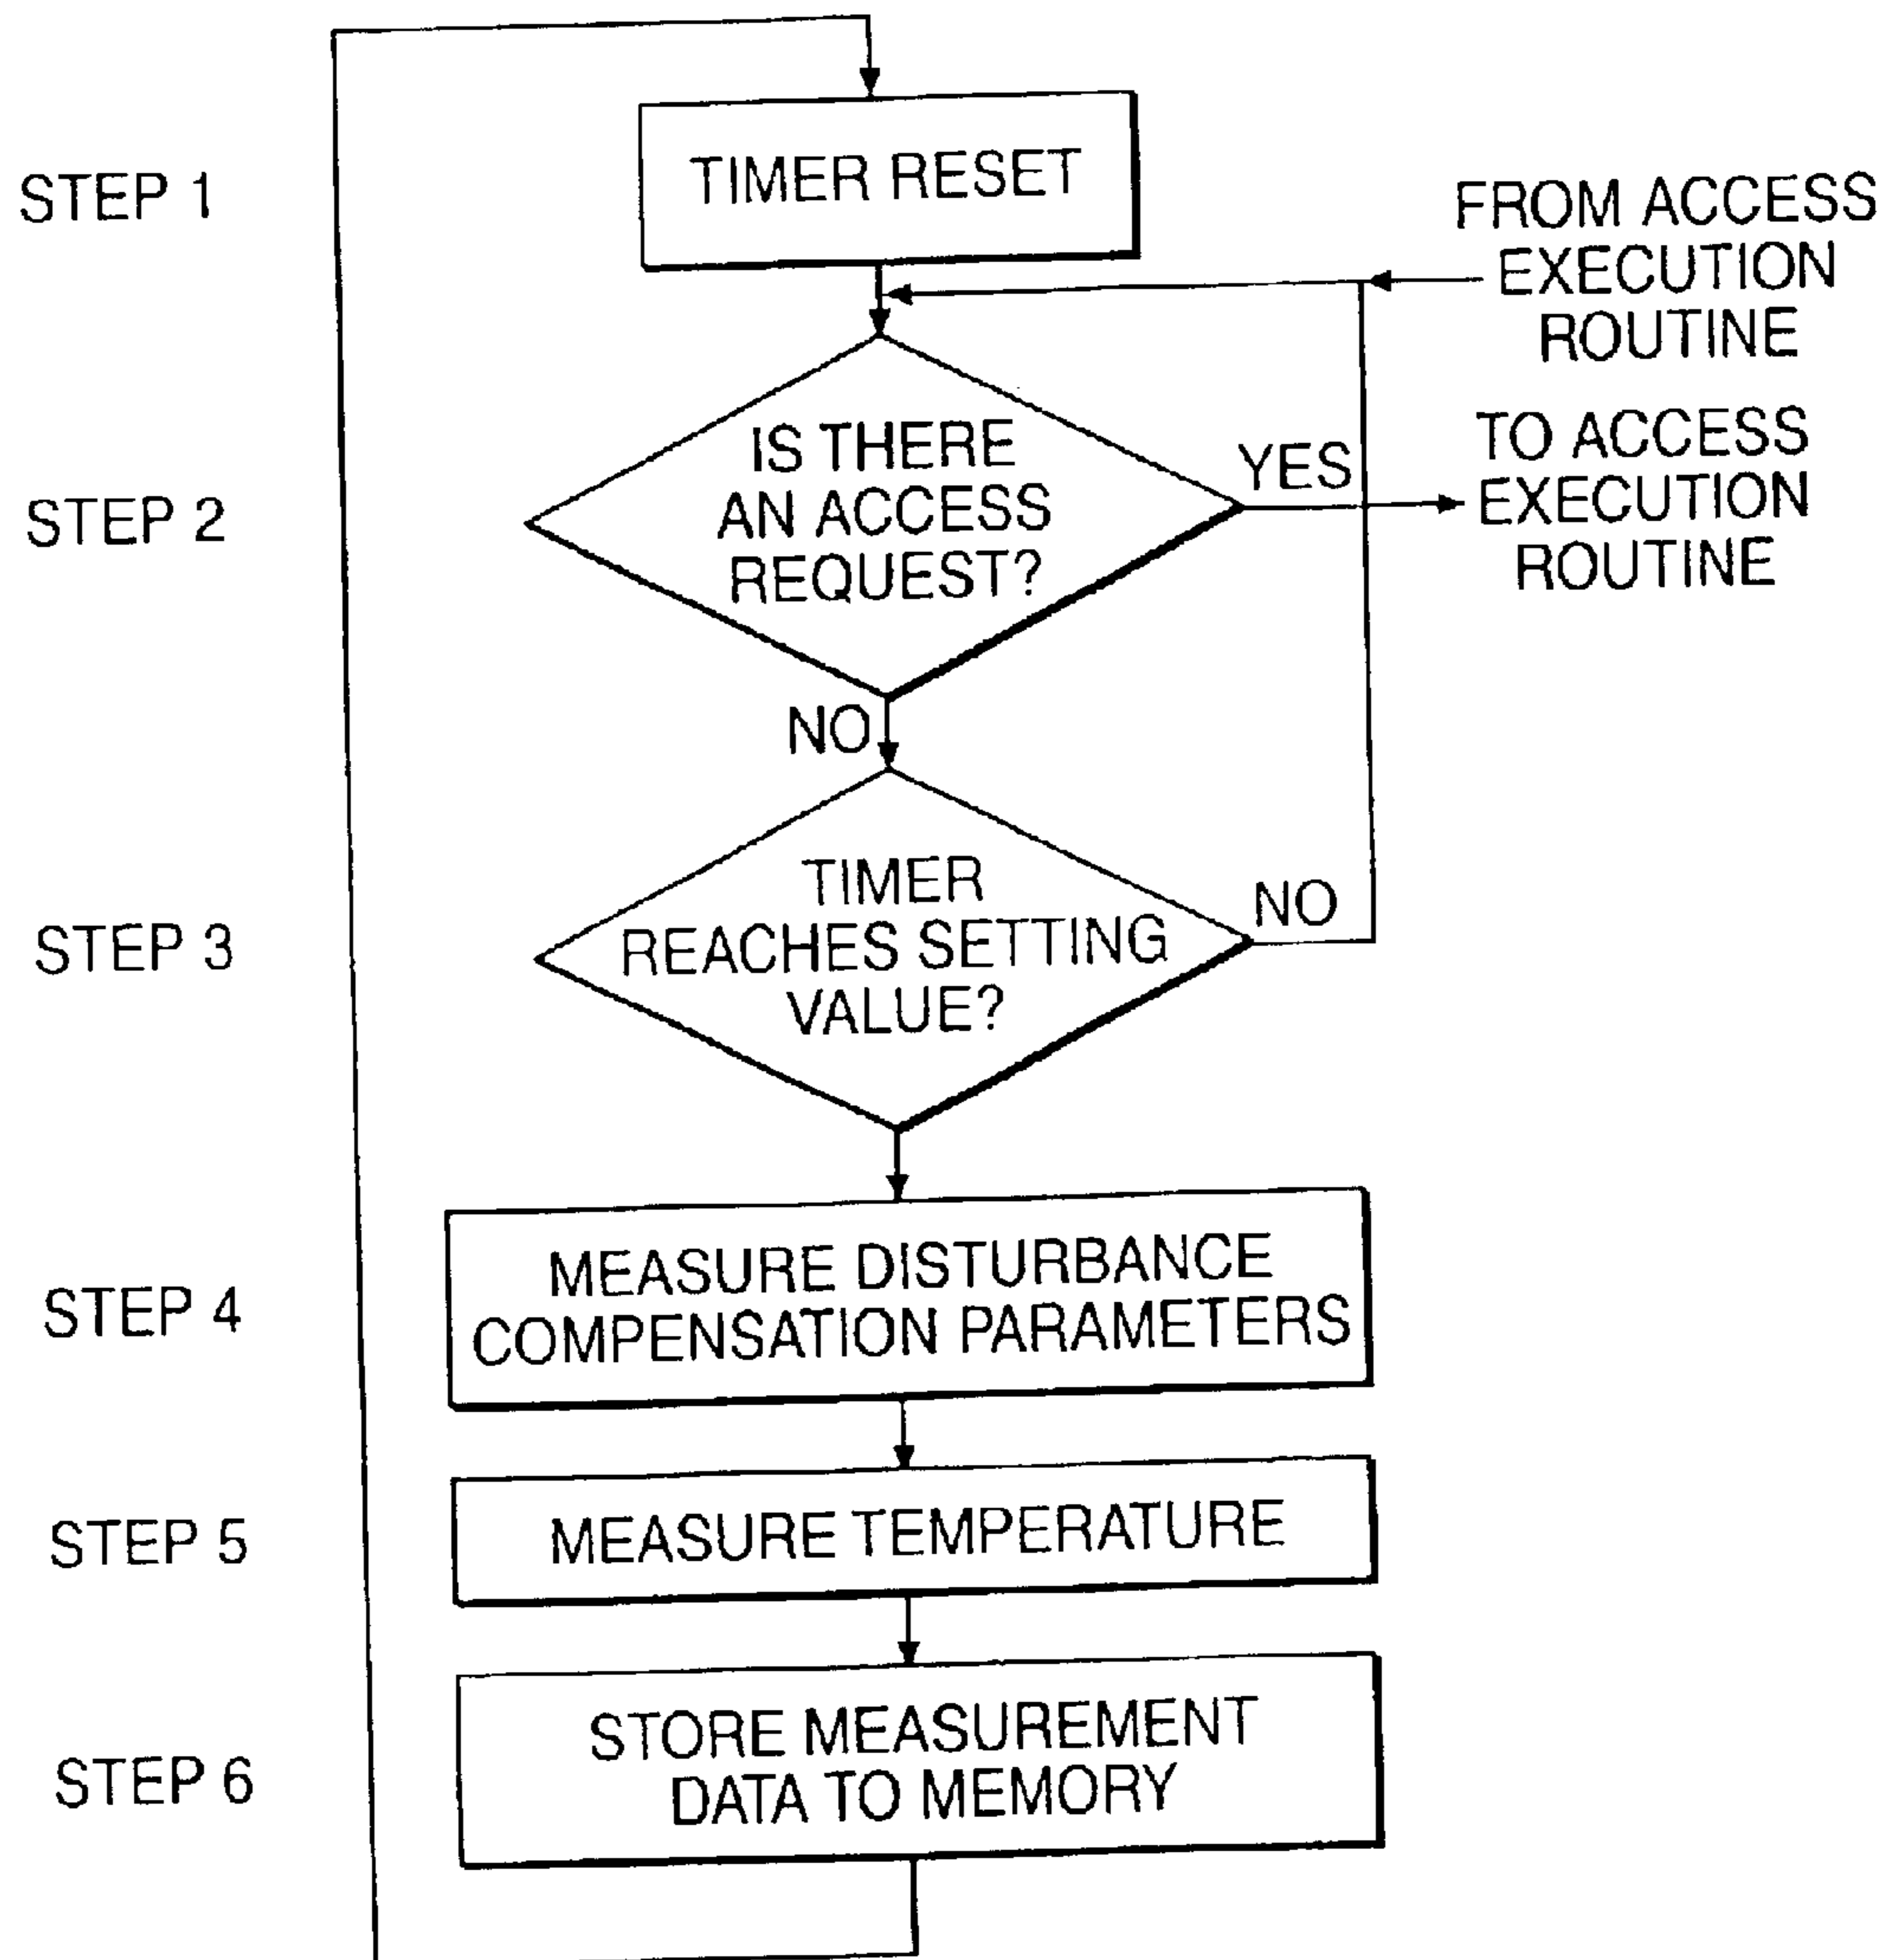 STEP 1
TIMER RESET
FROM ACCESS
EXECUTION
ROUTINE
STEP 2
IS THERE
AN ACCESS
REQUEST?
YES
TO ACCESS
EXECUTION
ROUTINE
NO
STEP 3
TIMER
REACHES SETTING
VALUE?
NO
STEP 4
MEASURE DISTURBANCE
COMPENSATION PARAMETERS
STEP 5
MEASURE TEMPERATURE
STEP 6
STORE MEASUREMENT
DATA TO MEMORY